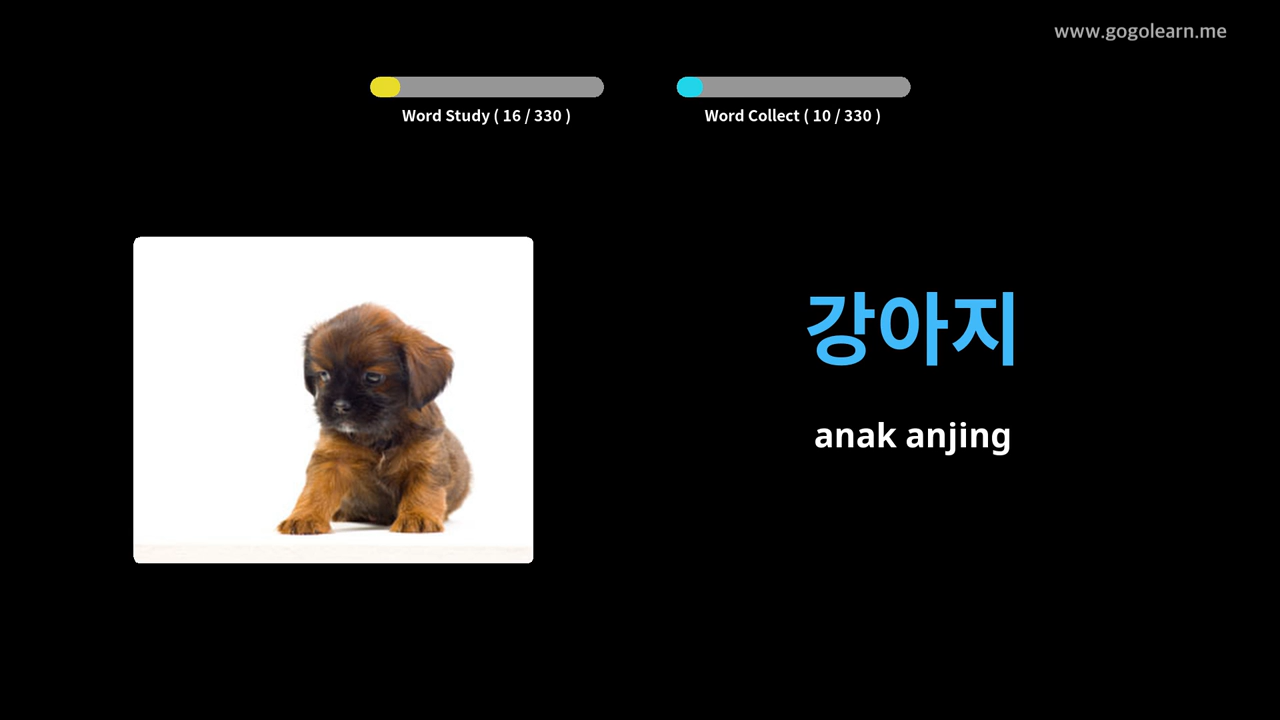 www.gogolearn.me
Word Study ( 16 / 330 )
Word Collect ( 10 / 330 )
강아지
anak anjing